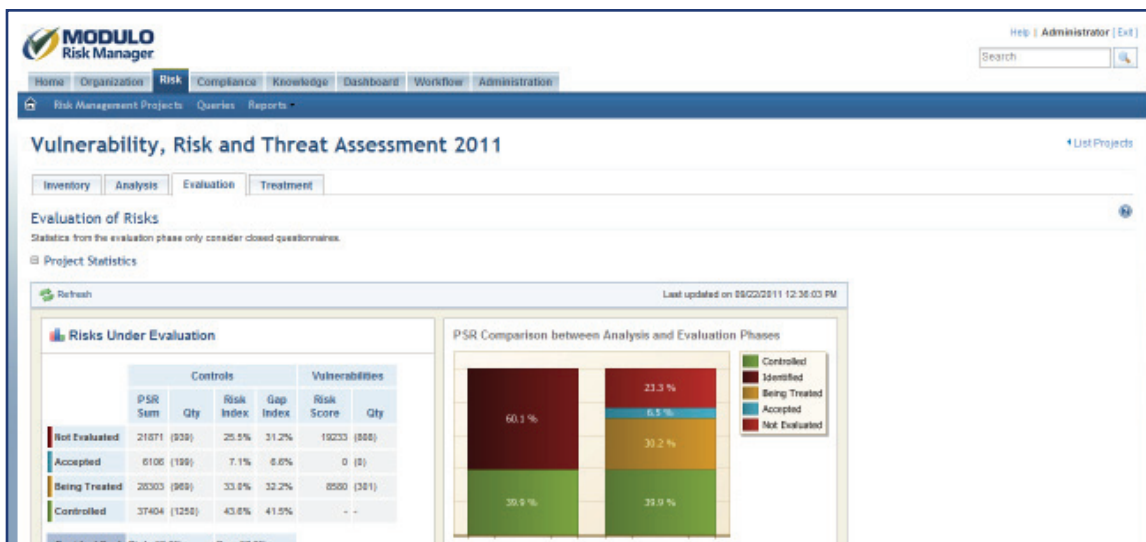 MODULO
Risk Manager
Help | Administrator [Exit]
Search
Home Organization Risk Compliance Knowledge Dashboard Workflow Administration
Risk Management Projects Queries Reports
Vulnerability, Risk and Threat Assessment 2011
List Projects
Inventory Analysis Evaluation Treatment
Evaluation of Risks
Statistics from the evaluation phase only consider closed questionnaires.
Project Statistics
Refresh
Last updated on 09/22/2011 12:36:03 PM
Risks Under Evaluation
Controls Vulnerabilities
PSR Sum Qty Risk Index Gap Index Risk Score Qty
Not Evaluated 21871 (939) 25.5% 31.2% 19233 (808)
Accepted 6106 (199) 7.1% 6.6% 0 (0)
Being Treated 28303 (969) 33.0% 32.2% 8580 (301)
Controlled 37404 (1250) 43.6% 41.5% - -
PSR Comparison between Analysis and Evaluation Phases
60.1 %
39.9 %
23.3 %
6.5 %
30.2 %
39.9 %
Controlled
Identified
Being Treated
Accepted
Not Evaluated